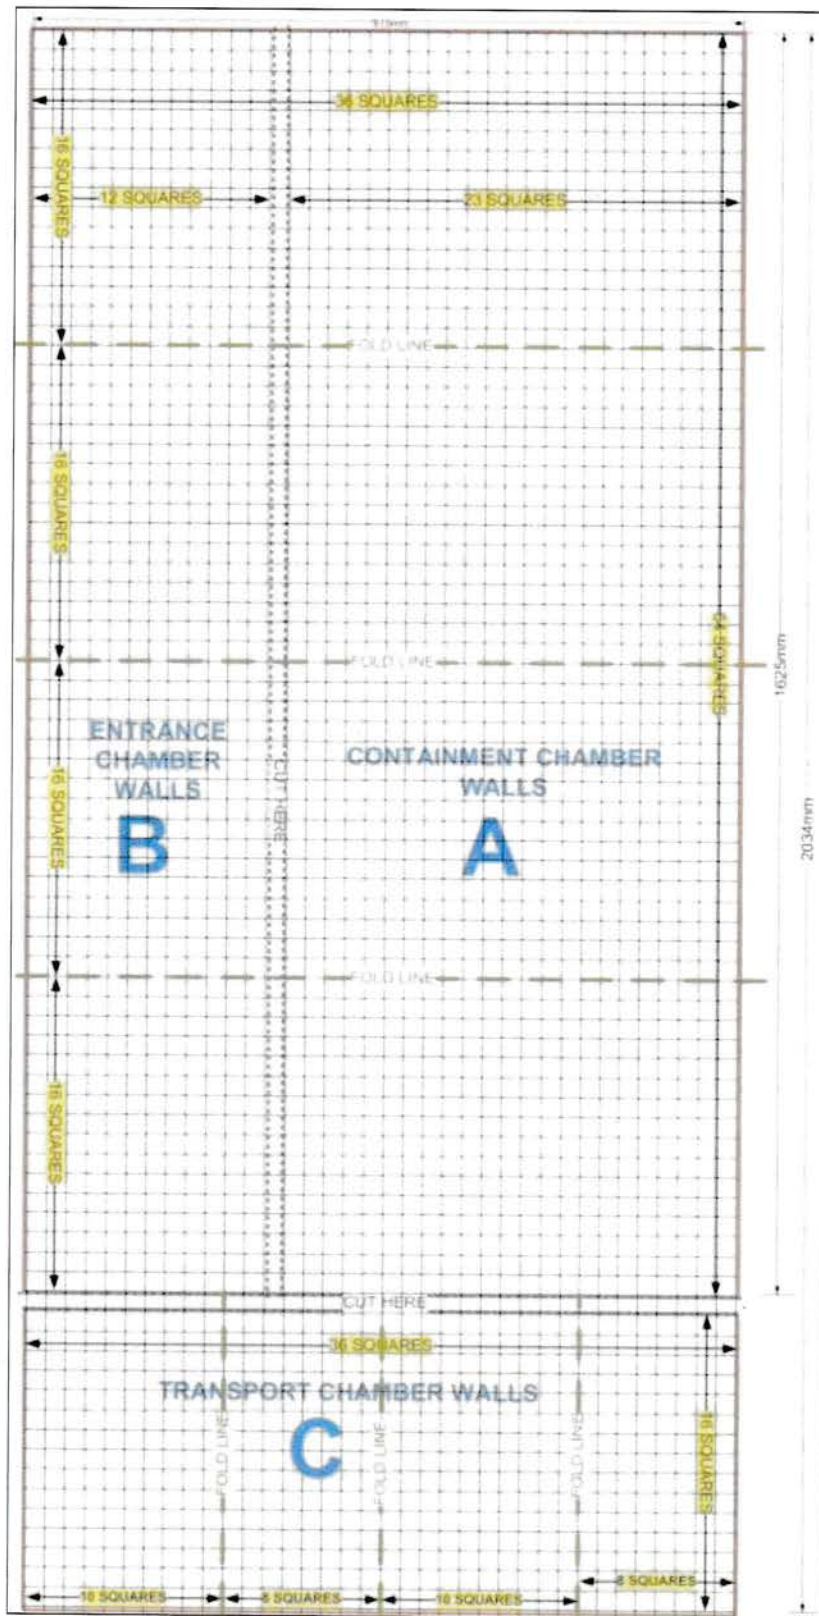 36 SQUARES
16 SQUARES
12 SQUARES
23 SQUARES
FOLD LINE
16 SQUARES
FOLD LINE
64 SQUARES
1625mm
ENTRANCE
CHAMBER
WALLS
B
CUT HERE
CONTAINMENT CHAMBER
WALLS
A
16 SQUARES
2034mm
FOLD LINE
16 SQUARES
CUT HERE
36 SQUARES
TRANSPORT CHAMBER WALLS
C
FOLD LINE
FOLD LINE
FOLD LINE
16 SQUARES
10 SQUARES
8 SQUARES
10 SQUARES
8 SQUARES